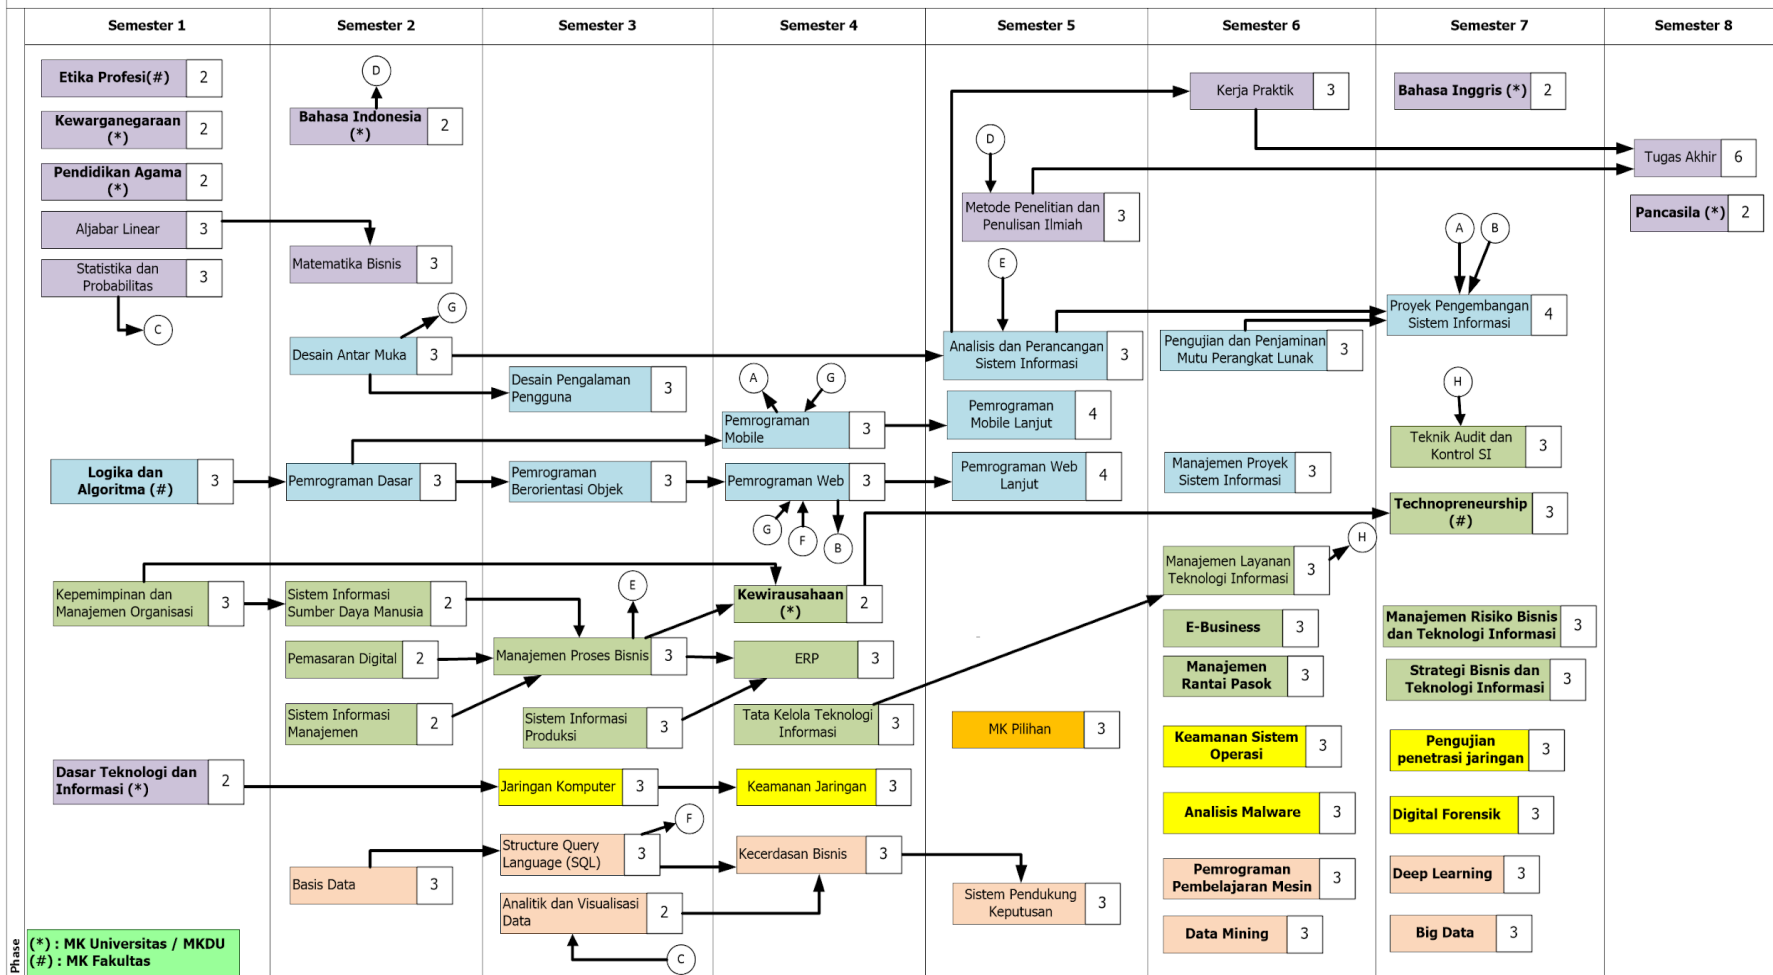 Semester 1
Semester 2
Semester 3
Semester 4
Semester 5
Semester 6
Semester 7
Semester 8
Etika Profesi(#) 2
Kewarganegaraan
(*) 2
Pendidikan Agama
(*) 2
Aljabar Linear 3
Statistika dan
Probabilitas 3
C
Logika dan
Algoritma (#) 3
Kepemimpinan dan
Manajemen Organisasi 3
Dasar Teknologi dan
Informasi (*) 2
D
Bahasa Indonesia
(*) 2
Matematika Bisnis 3
G
Desain Antar Muka 3
Pemrograman Dasar 3
Sistem Informasi
Sumber Daya Manusia 2
Pemasaran Digital 2
Sistem Informasi
Manajemen 2
Basis Data 3
Desain Pengalaman
Pengguna 3
Pemrograman
Berorientasi Objek 3
E
Manajemen Proses Bisnis 3
Sistem Informasi
Produksi 3
Jaringan Komputer 3
F
Structure Query
Language (SQL) 3
Analitik dan Visualisasi
Data 2
C
A
G
Pemrograman
Mobile 3
Pemrograman Web 3
G
F
B
Kewirausahaan
(*) 2
ERP 3
Tata Kelola Teknologi
Informasi 3
Keamanan Jaringan 3
Kecerdasan Bisnis 3
D
Metode Penelitian dan
Penulisan Ilmiah 3
E
Analisis dan Perancangan
Sistem Informasi 3
Pemrograman
Mobile Lanjut 4
Pemrograman Web
Lanjut 4
MK Pilihan 3
Sistem Pendukung
Keputusan 3
Kerja Praktik 3
Pengujian dan Penjaminan
Mutu Perangkat Lunak 3
Manajemen Proyek
Sistem Informasi 3
H
Manajemen Layanan
Teknologi Informasi 3
E-Business 3
Manajemen
Rantai Pasok 3
Keamanan Sistem
Operasi 3
Analisis Malware 3
Pemrograman
Pembelajaran Mesin 3
Data Mining 3
Bahasa Inggris (*) 2
A
B
Proyek Pengembangan
Sistem Informasi 4
H
Teknik Audit dan
Kontrol SI 3
Technopreneurship
(#) 3
Manajemen Risiko Bisnis
dan Teknologi Informasi 3
Strategi Bisnis dan
Teknologi Informasi 3
Pengujian
penetrasi jaringan 3
Digital Forensik 3
Deep Learning 3
Big Data 3
Tugas Akhir 6
Pancasila (*) 2
Phase
(*) : MK Universitas / MKDU
(#) : MK Fakultas